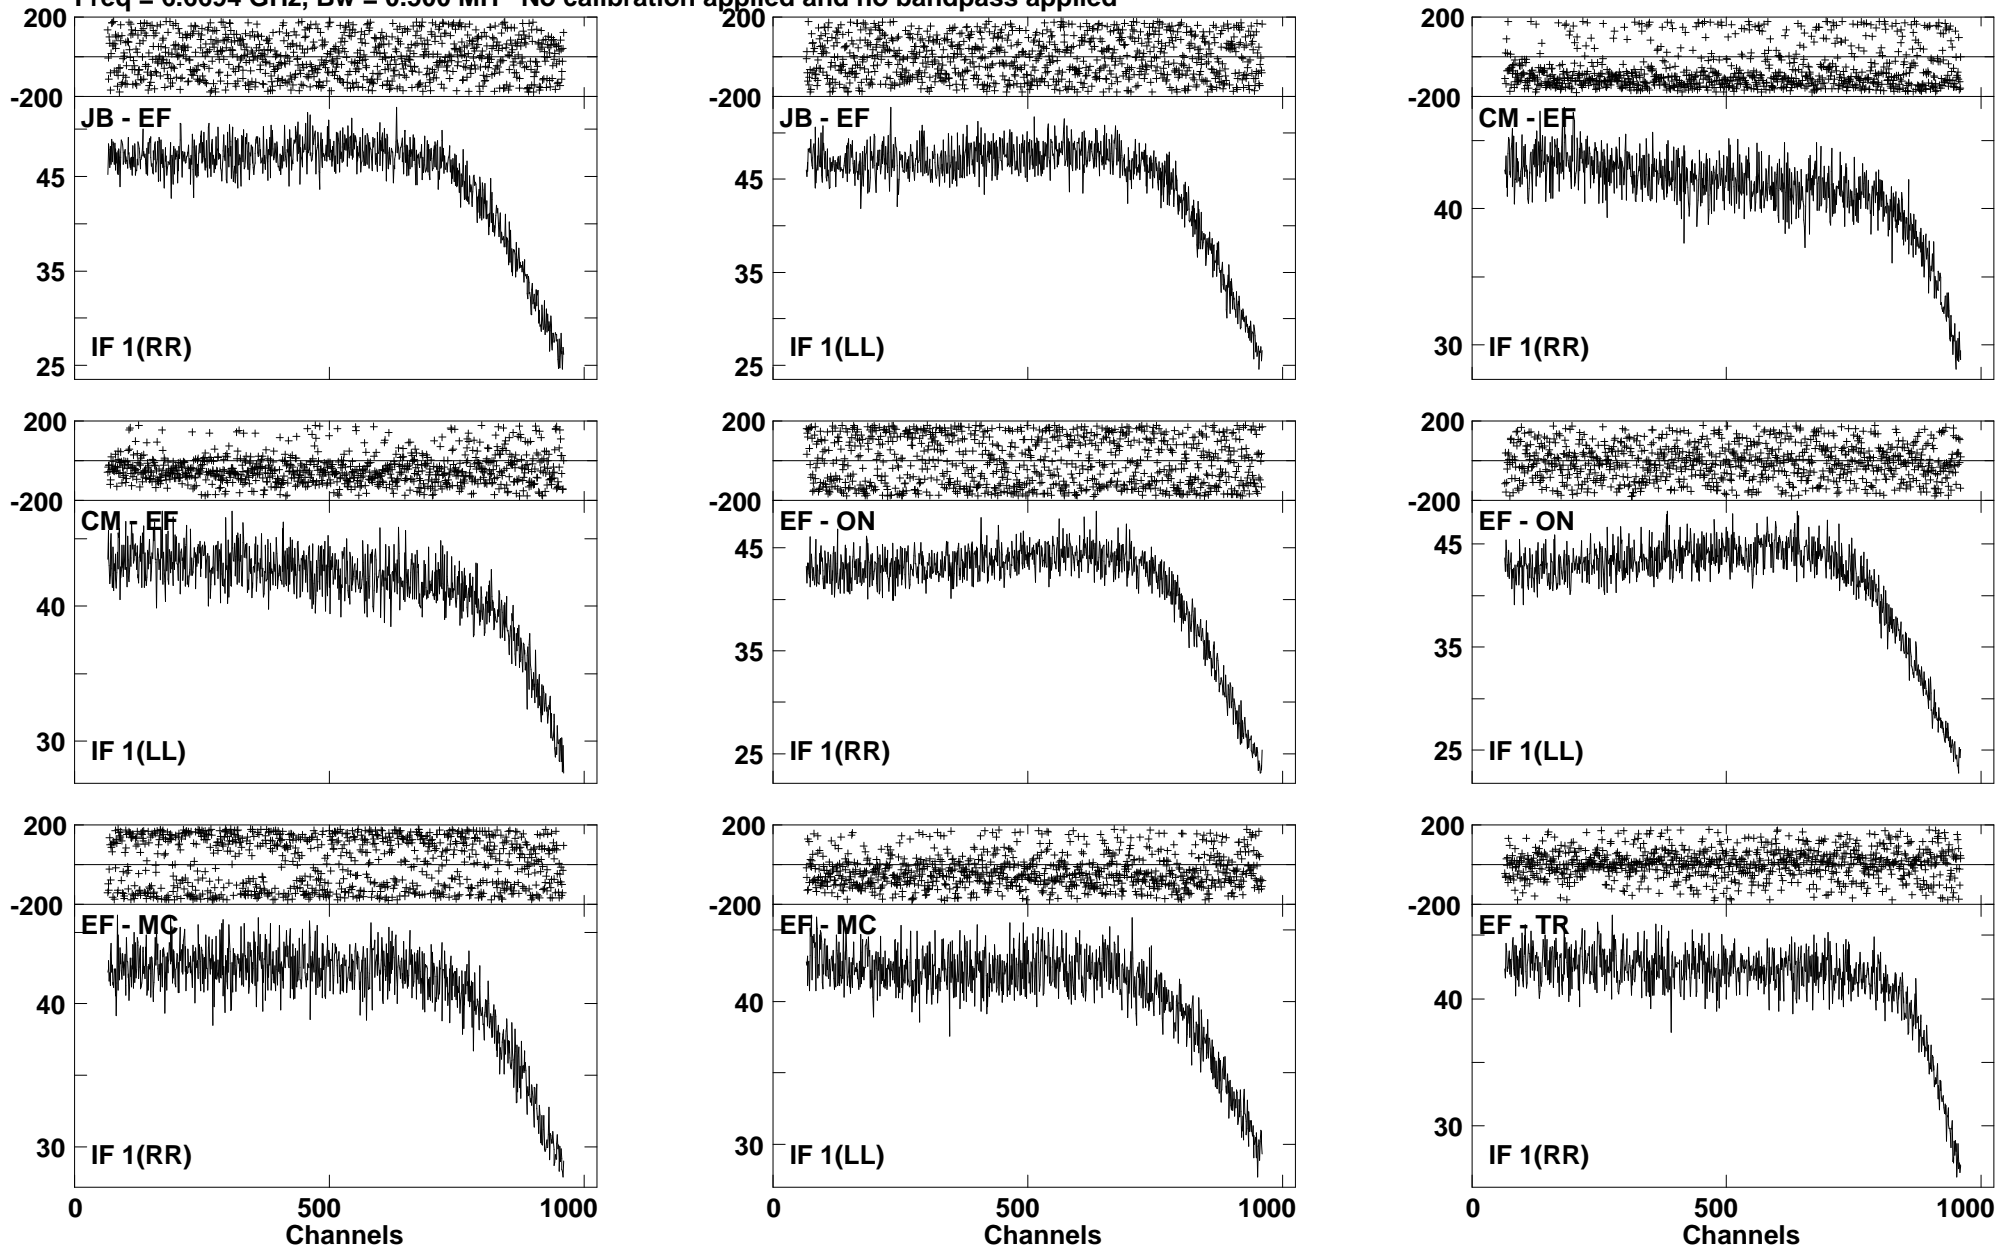 No calibration applied and no bandpass applied
200
-200
JB - EF
45
35
25
IF 1(RR)
200
-200
JB - EF
45
35
25
IF 1(LL)
200
-200
CM - EF
40
30
IF 1(RR)
200
-200
CM - EF
40
30
IF 1(LL)
200
-200
EF - ON
45
35
25
IF 1(RR)
200
-200
EF - ON
45
35
25
IF 1(LL)
200
-200
EF - MC
40
30
IF 1(RR)
0 500 1000
Channels
200
-200
EF - MC
40
30
IF 1(LL)
0 500 1000
Channels
200
-200
EF - TR
40
30
IF 1(RR)
0 500 1000
Channels